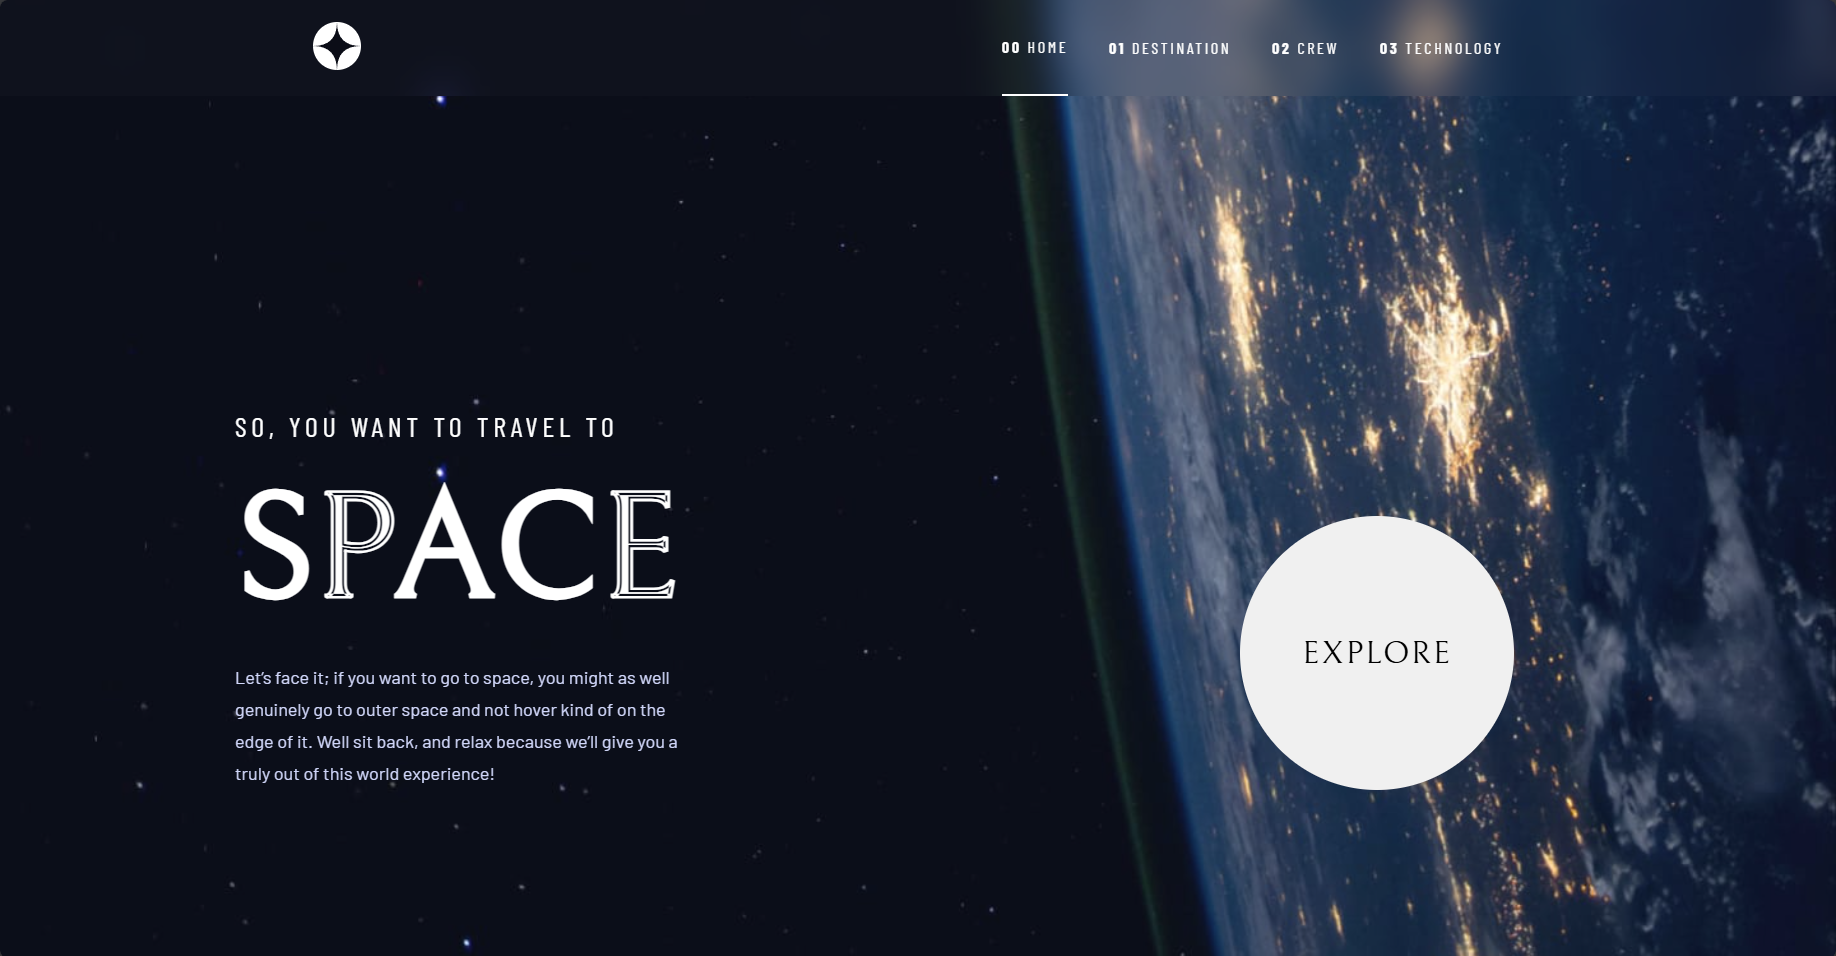 00 HOME 01 DESTINATION 02 CREW 03 TECHNOLOGY
SO, YOU WANT TO TRAVEL TO
SPACE
Let’s face it; if you want to go to space, you might as well
genuinely go to outer space and not hover kind of on the
edge of it. Well sit back, and relax because we’ll give you a
truly out of this world experience!
EXPLORE